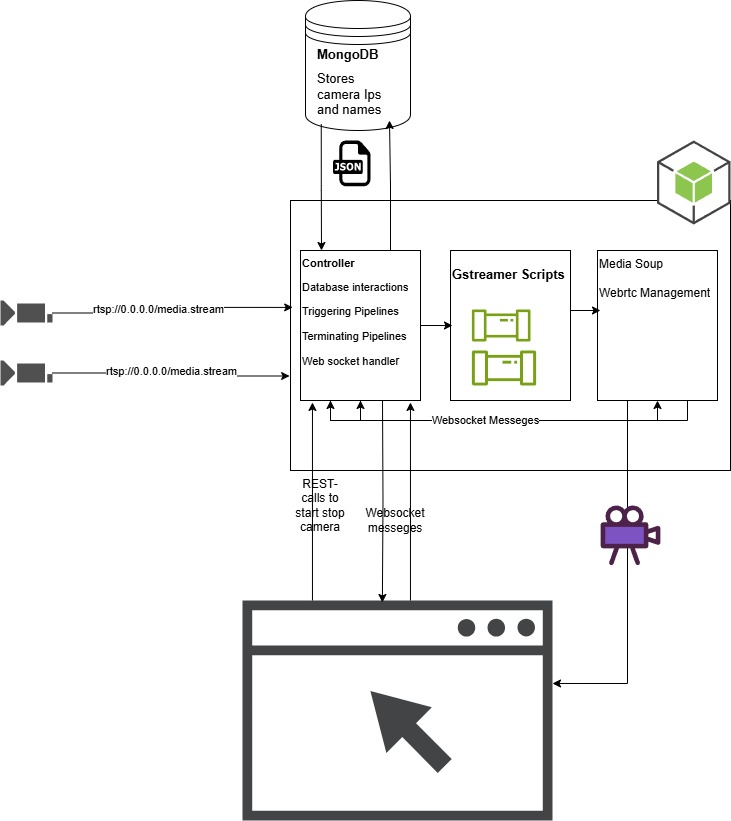 MongoDB
Stores
camera Ips
and names
JSON
Controller
Database interactions
Triggering Pipelines
Terminating Pipelines
Web socket handler
Gstreamer Scripts
Media Soup
Webrtc Management
rtsp://0.0.0.0/media.stream
rtsp://0.0.0.0/media.stream
Websocket Messeges
REST-
calls to
start stop
camera
Websocket
messeges